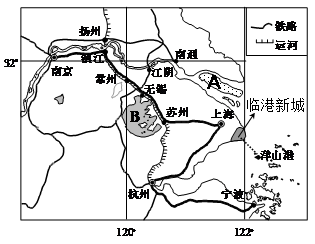 扬州
铁路
运河
32°
镇江
南通
南京
江阴
A
常州
无锡
临港新城
B
苏州
上海
洋山港
杭州
宁波
120°
122°